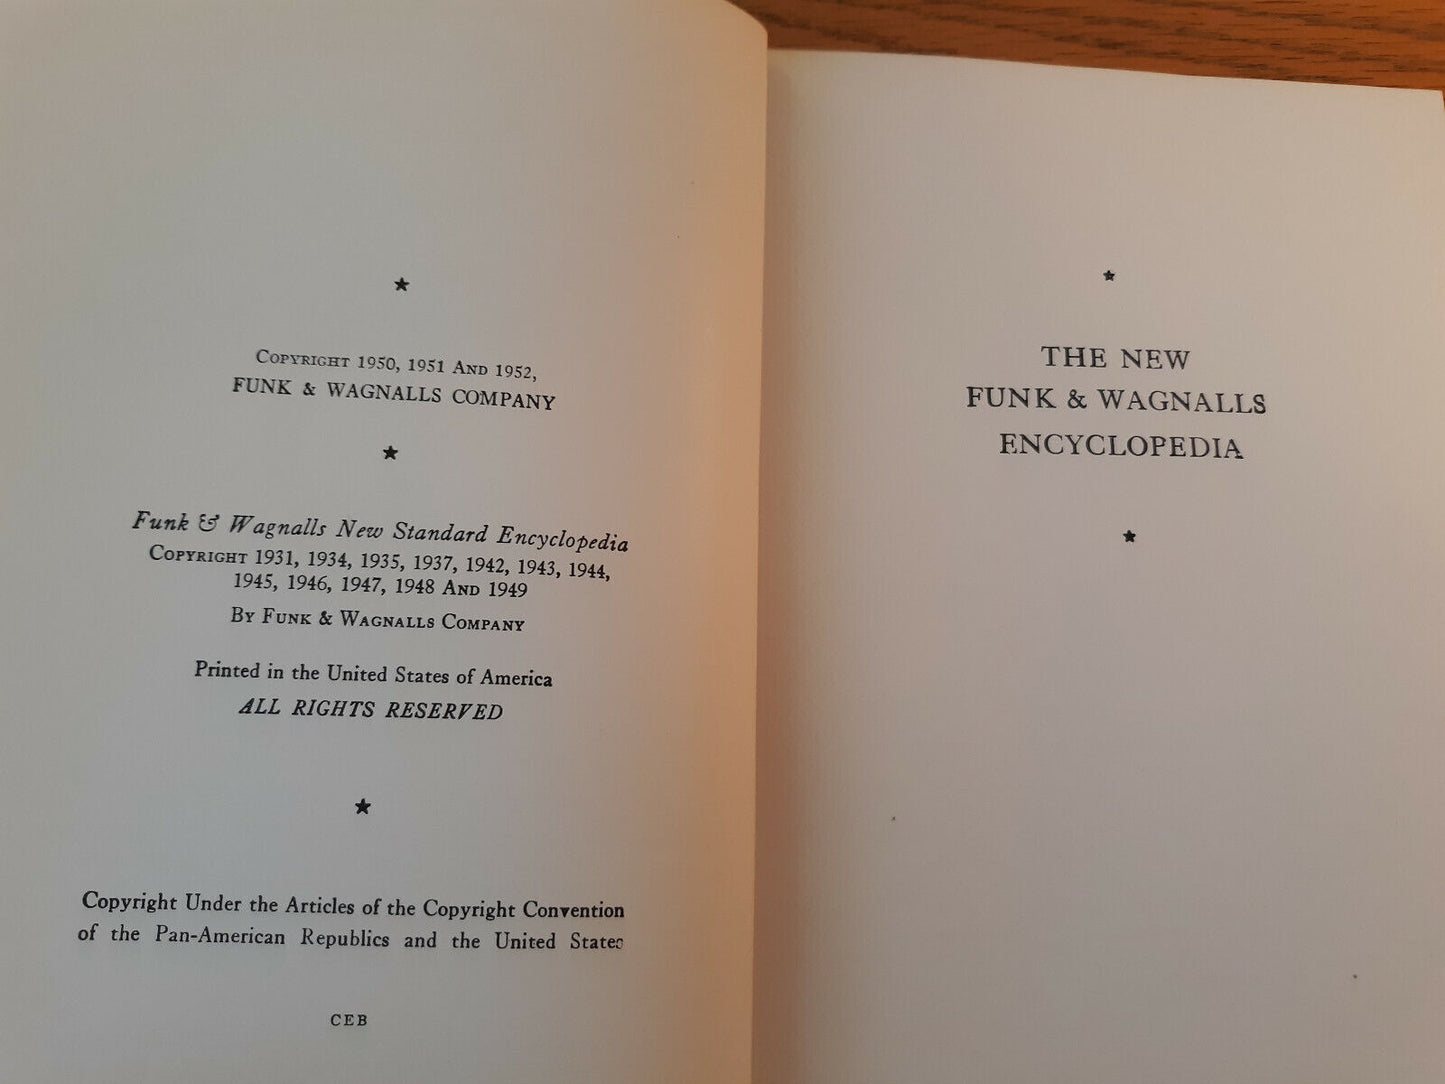 ★
Copyright 1950, 1951 And 1952,
FUNK & WAGNALLS COMPANY
★
Funk & Wagnalls New Standard Encyclopedia
Copyright 1931, 1934, 1935, 1937, 1942, 1943, 1944,
1945, 1946, 1947, 1948 And 1949
By Funk & Wagnalls Company
Printed in the United States of America
ALL RIGHTS RESERVED
★
Copyright Under the Articles of the Copyright Convention
of the Pan-American Republics and the United States
CEB
★
THE NEW
FUNK & WAGNALLS
ENCYCLOPEDIA
★